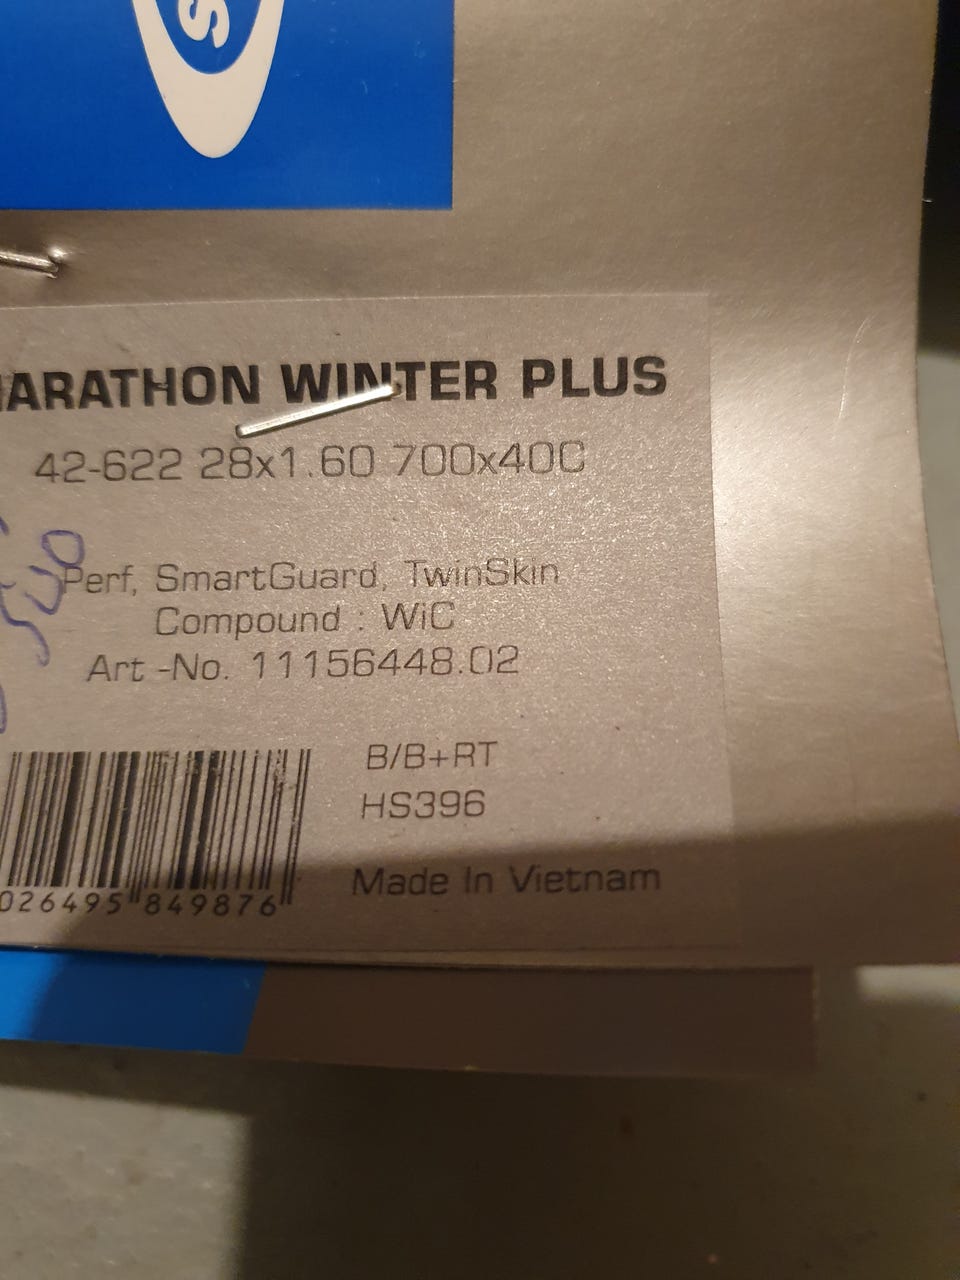 S
MARATHON WINTER PLUS
42-622 28x1.60 700x40C
Perf, SmartGuard, TwinSkin
Compound : WiC
Art -No. 11156448.02
B/B+RT
HS396
Made In Vietnam
026495 849876